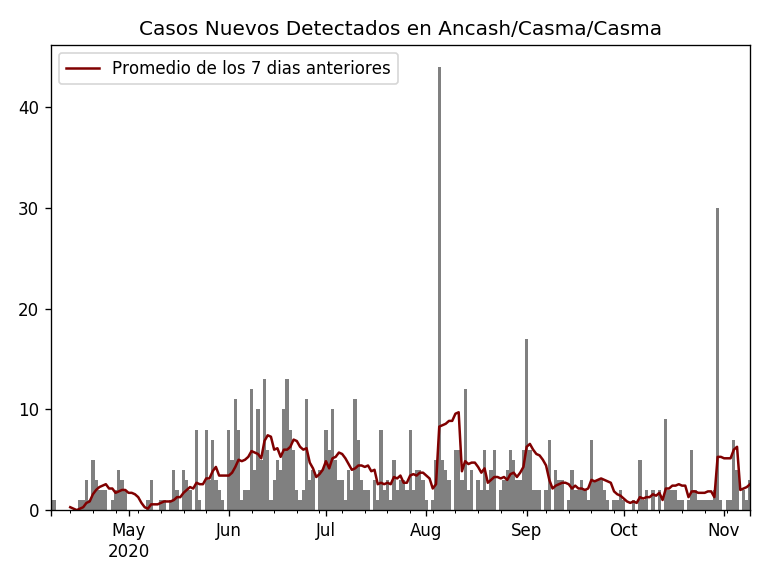 Casos Nuevos Detectados en Ancash/Casma/Casma
Promedio de los 7 dias anteriores
40
30
20
10
0
May Jun Jul Aug Sep Oct Nov
2020